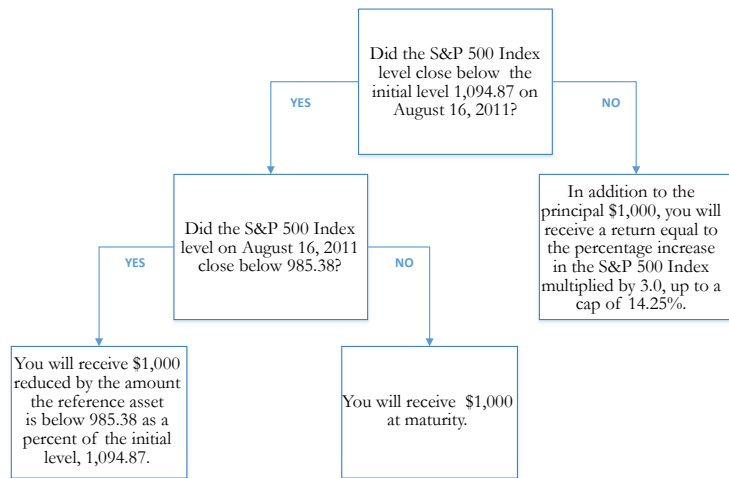 Did the S&P 500 Index
level close below the
initial level 1,094.87 on
August 16, 2011?
YES
NO
Did the S&P 500 Index
level on August 16, 2011
close below 985.38?
In addition to the
principal $1,000, you will
receive a return equal to
the percentage increase
in the S&P 500 Index
multiplied by 3.0, up to a
cap of 14.25%.
YES
NO
You will receive $1,000
reduced by the amount
the reference asset
is below 985.38 as a
percent of the initial
level, 1,094.87.
You will receive $1,000
at maturity.